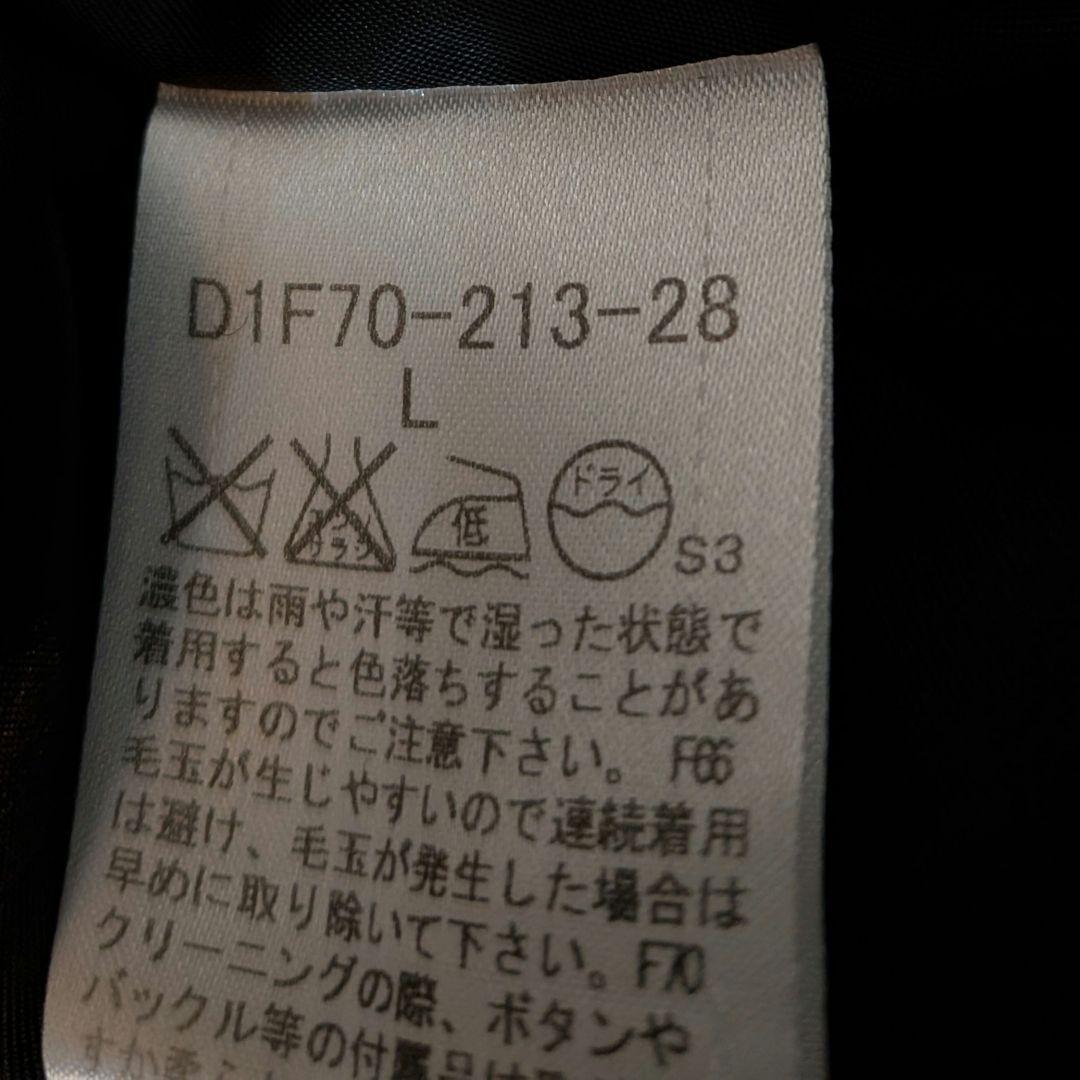 D1F70-213-28
L
低
ドライ
S3
濃色は雨や汗等で湿った状態で
着用すると色落ちすることがあ
りますのでご注意下さい。 F66
毛玉が生じやすいので連続着用
は避け、毛玉が発生した場合は
早めに取り除いて下さい。F70
クリーニングの際、ボタンや
バックル等の付属品は